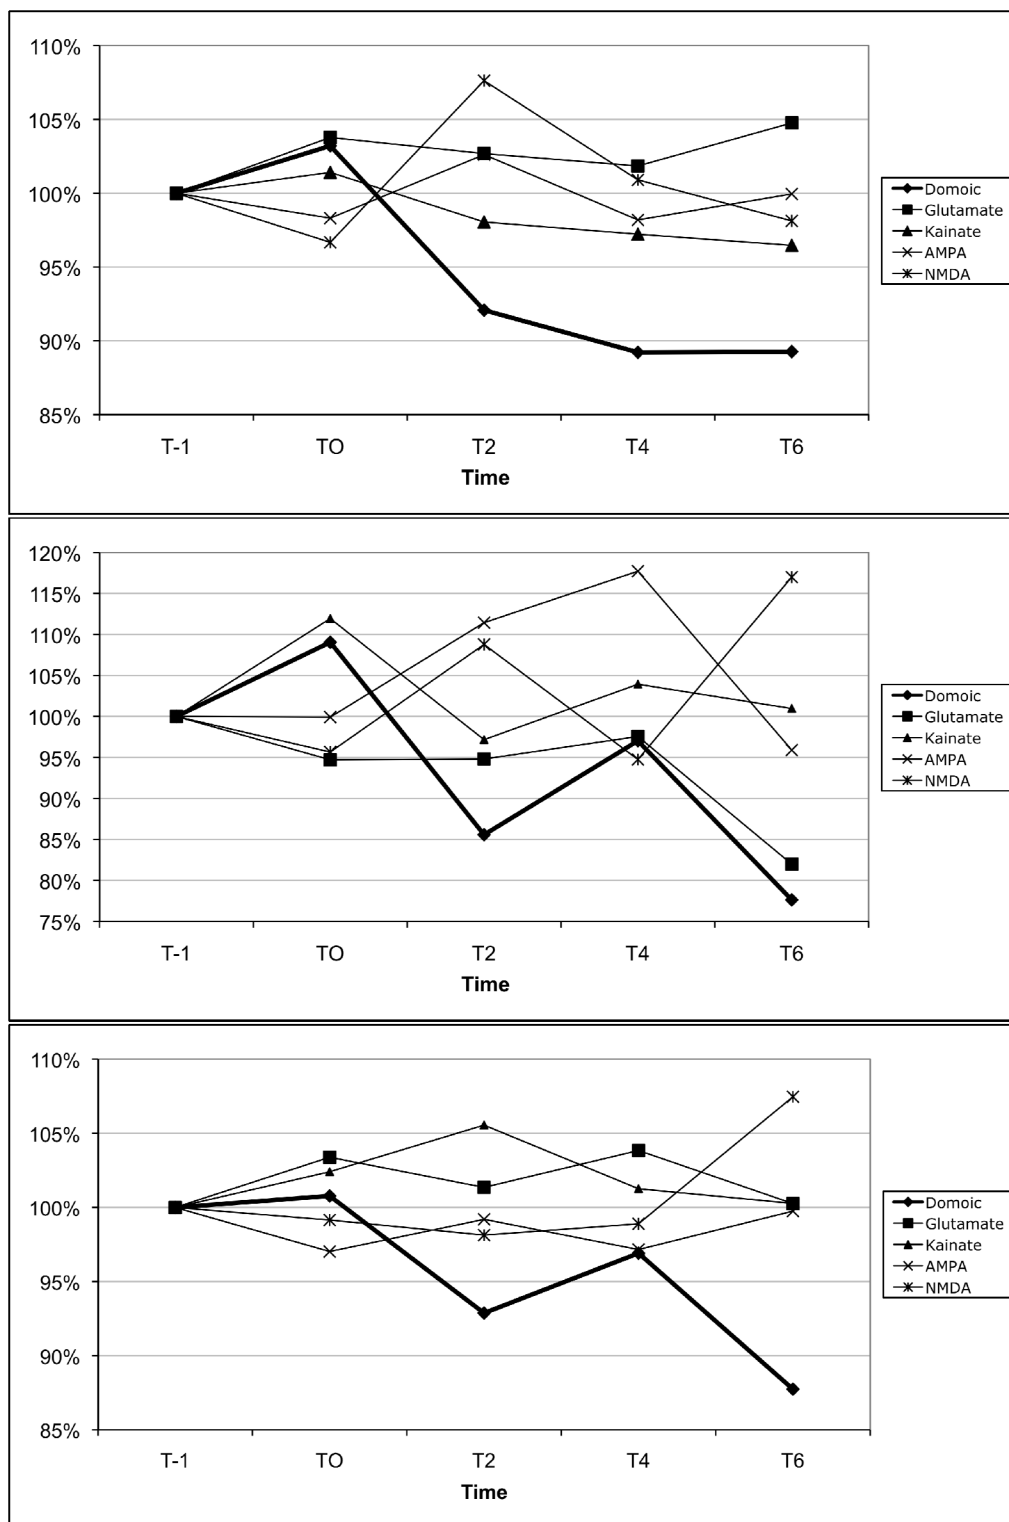 110%
105%
100%
95%
90%
85%
T-1 TO T2 T4 T6
Time
Domoic
Glutamate
Kainate
AMPA
NMDA
120%
115%
110%
105%
100%
95%
90%
85%
80%
75%
T-1 TO T2 T4 T6
Time
Domoic
Glutamate
Kainate
AMPA
NMDA
110%
105%
100%
95%
90%
85%
T-1 TO T2 T4 T6
Time
Domoic
Glutamate
Kainate
AMPA
NMDA